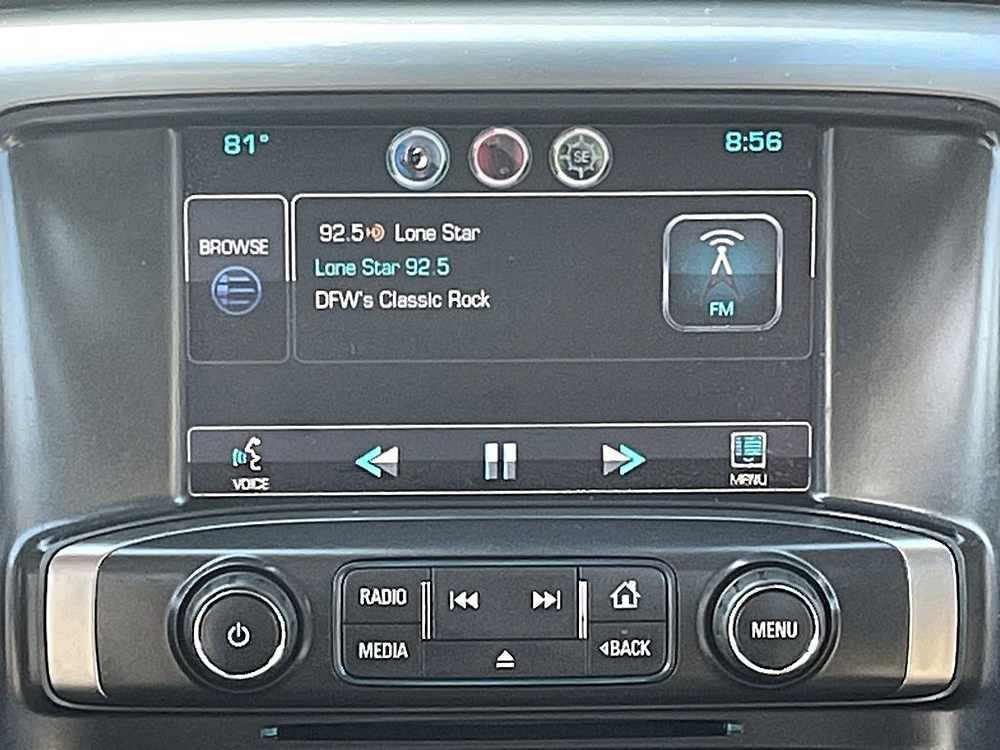 81°
SE
8:56
BROWSE
92.5 Lone Star
Lone Star 92.5
DFW's Classic Rock
FM
VOICE
MENU
RADIO
MEDIA
BACK
MENU